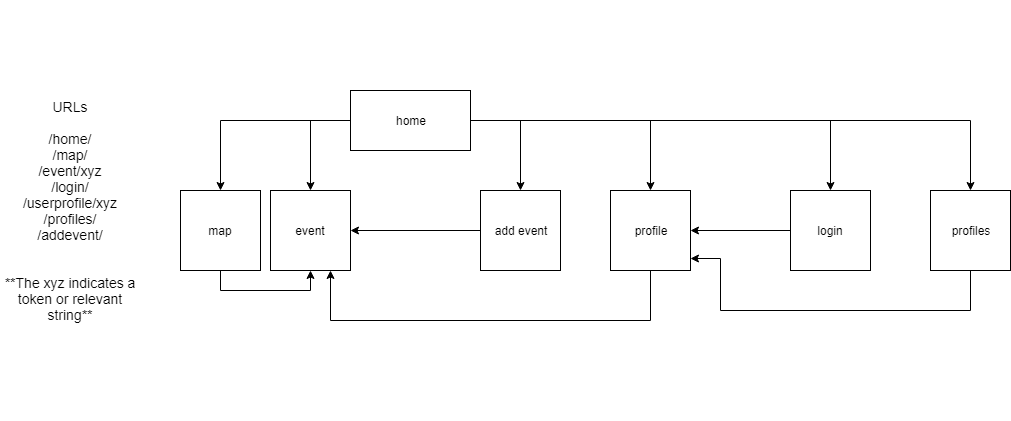 URLs
/home/
/map/
/event/xyz
/login/
/userprofile/xyz
/profiles/
/addevent/
**The xyz indicates a
token or relevant
string**
home
map
event
add event
profile
login
profiles